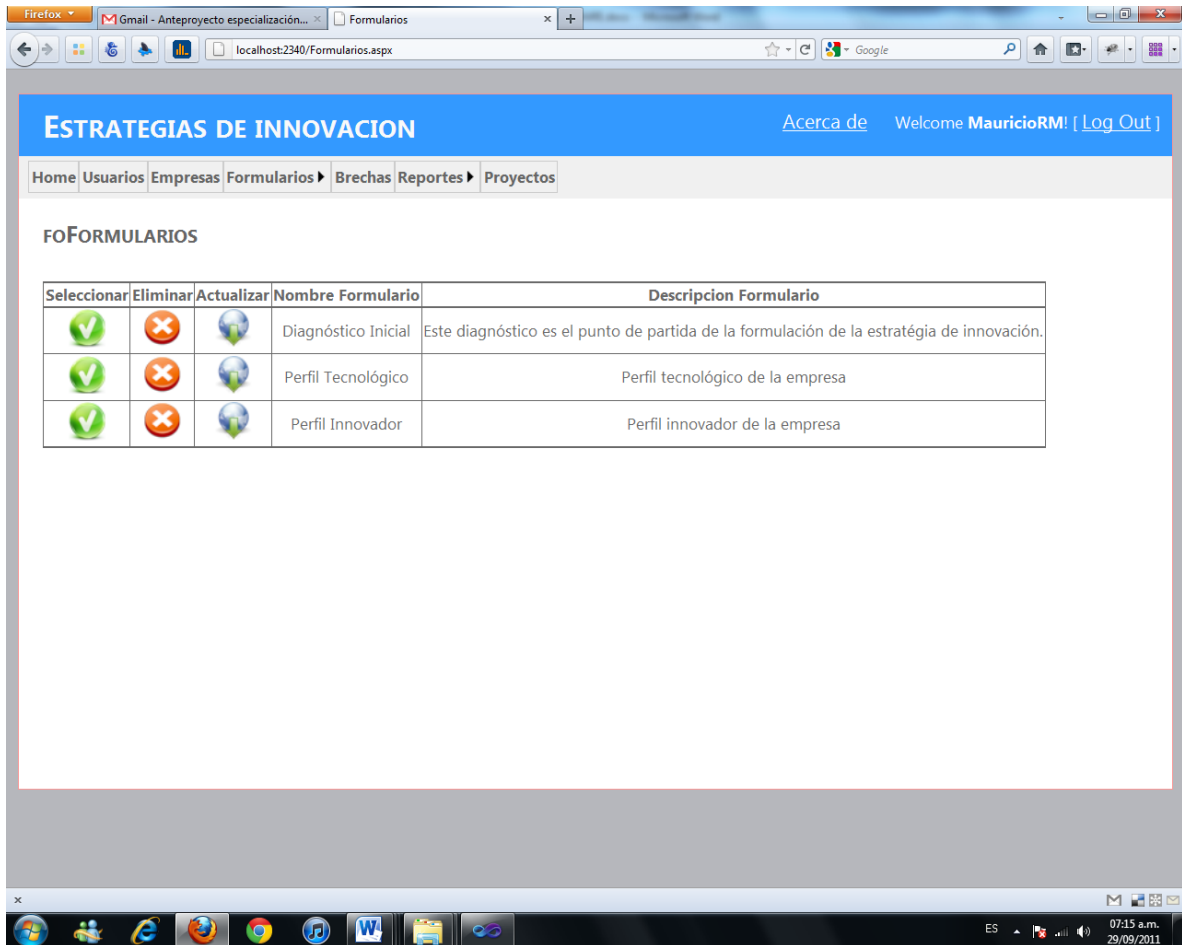 Firefox
Gmail - Anteproyecto especialización...
Formularios
localhost:2340/Formularios.aspx
Google
ESTRATEGIAS DE INNOVACION
Acerca de Welcome MauricioRM! [ Log Out ]
Home Usuarios Empresas Formularios Brechas Reportes Proyectos
FOFORMULARIOS
Seleccionar Eliminar Actualizar Nombre Formulario Descripcion Formulario
Diagnóstico Inicial Este diagnóstico es el punto de partida de la formulación de la estratégia de innovación.
Perfil Tecnológico Perfil tecnológico de la empresa
Perfil Innovador Perfil innovador de la empresa
ES
07:15 a.m.
29/09/2011